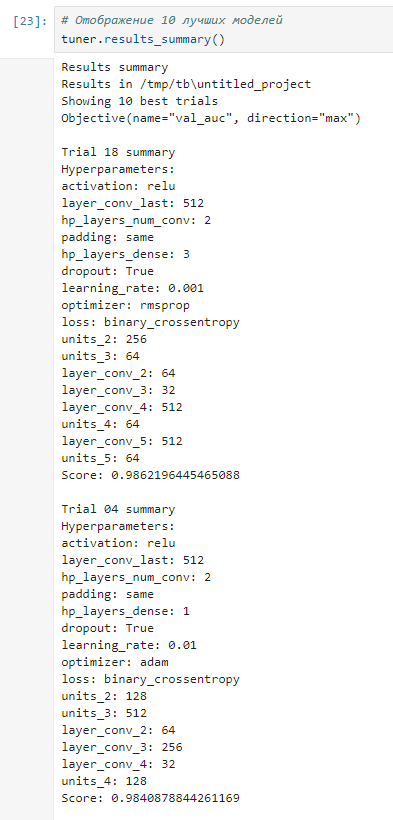 [23]: # Отображение 10 лучших моделей
tuner.results_summary()
Results summary
Results in /tmp/tb\untitled_project
Showing 10 best trials
Objective(name="val_auc", direction="max")
Trial 18 summary
Hyperparameters:
activation: relu
layer_conv_last: 512
hp_layers_num_conv: 2
padding: same
hp_layers_dense: 3
dropout: True
learning_rate: 0.001
optimizer: rmsprop
loss: binary_crossentropy
units_2: 256
units_3: 64
layer_conv_2: 64
layer_conv_3: 32
layer_conv_4: 512
units_4: 64
layer_conv_5: 512
units_5: 64
Score: 0.9862196445465088
Trial 04 summary
Hyperparameters:
activation: relu
layer_conv_last: 512
hp_layers_num_conv: 2
padding: same
hp_layers_dense: 1
dropout: True
learning_rate: 0.01
optimizer: adam
loss: binary_crossentropy
units_2: 128
units_3: 512
layer_conv_2: 64
layer_conv_3: 256
layer_conv_4: 32
units_4: 128
Score: 0.9840878844261169